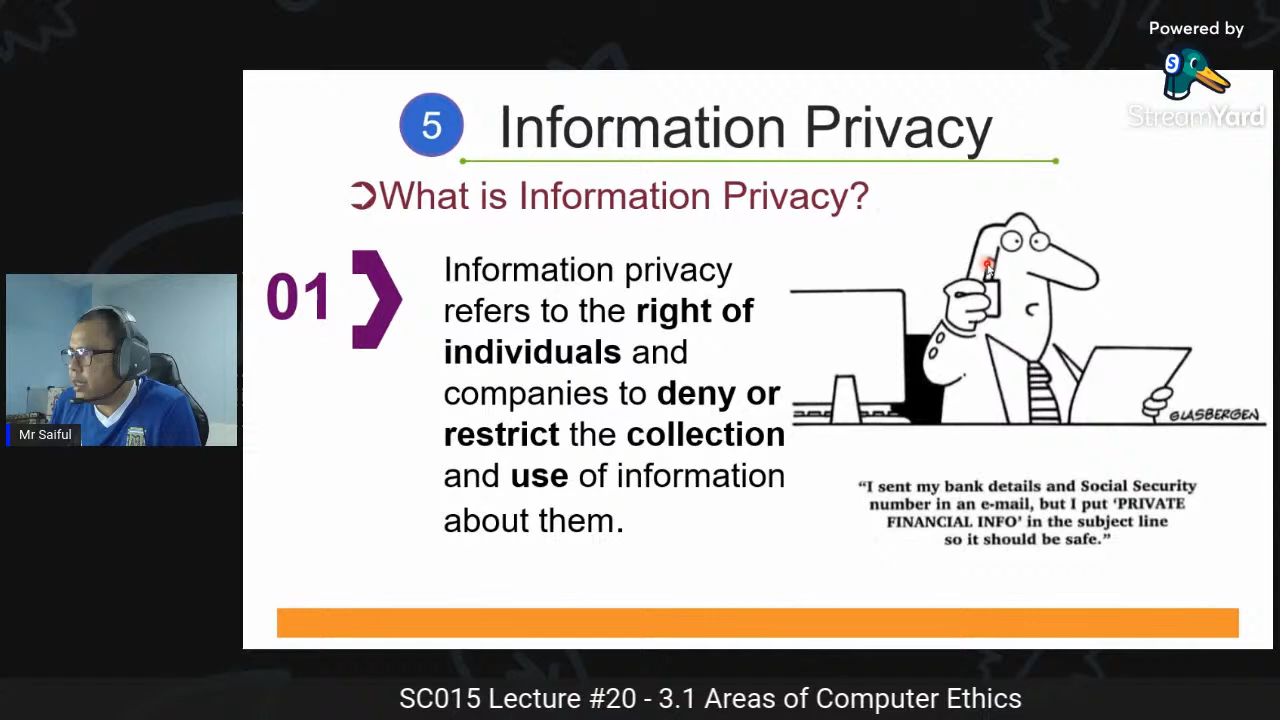 Powered by
S
StreamYard
5
Information Privacy
➲What is Information Privacy?
01
Information privacy
refers to the right of
individuals and
companies to deny or
restrict the collection
and use of information
about them.
GLASBERGEN
“I sent my bank details and Social Security
number in an e-mail, but I put ‘PRIVATE
FINANCIAL INFO’ in the subject line
so it should be safe.”
Mr Saiful
SC015 Lecture #20 - 3.1 Areas of Computer Ethics